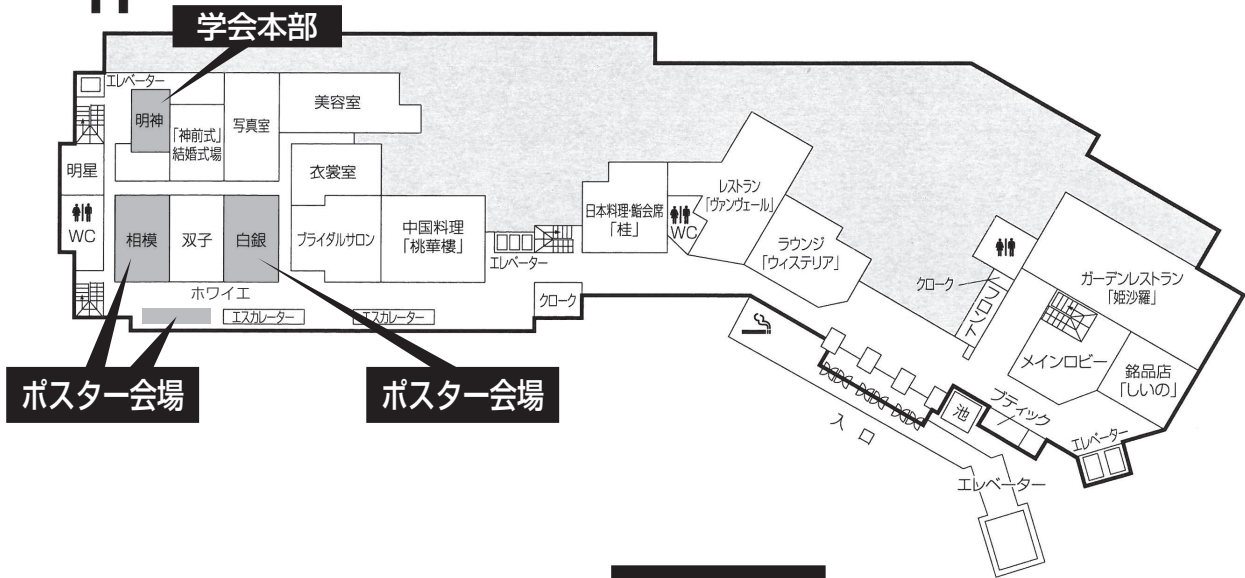 学会本部
エレベーター
明神
「神前式」
結婚式場
写真室
美容室
明星
衣裳室
WC
相模
双子
白銀
ブライダルサロン
中国料理
「桃華樓」
エレベーター
日本料理・鮨会席
「桂」
WC
レストラン
「ヴァンヴェール」
ラウンジ
「ウィステリア」
ホワイエ
エスカレーター
エスカレーター
クローク
クローク
フロント
ガーデンレストラン
「姫沙羅」
メインロビー
銘品店
「しいの」
ブティック
池
入口
エレベーター
エレベーター
ポスター会場
ポスター会場